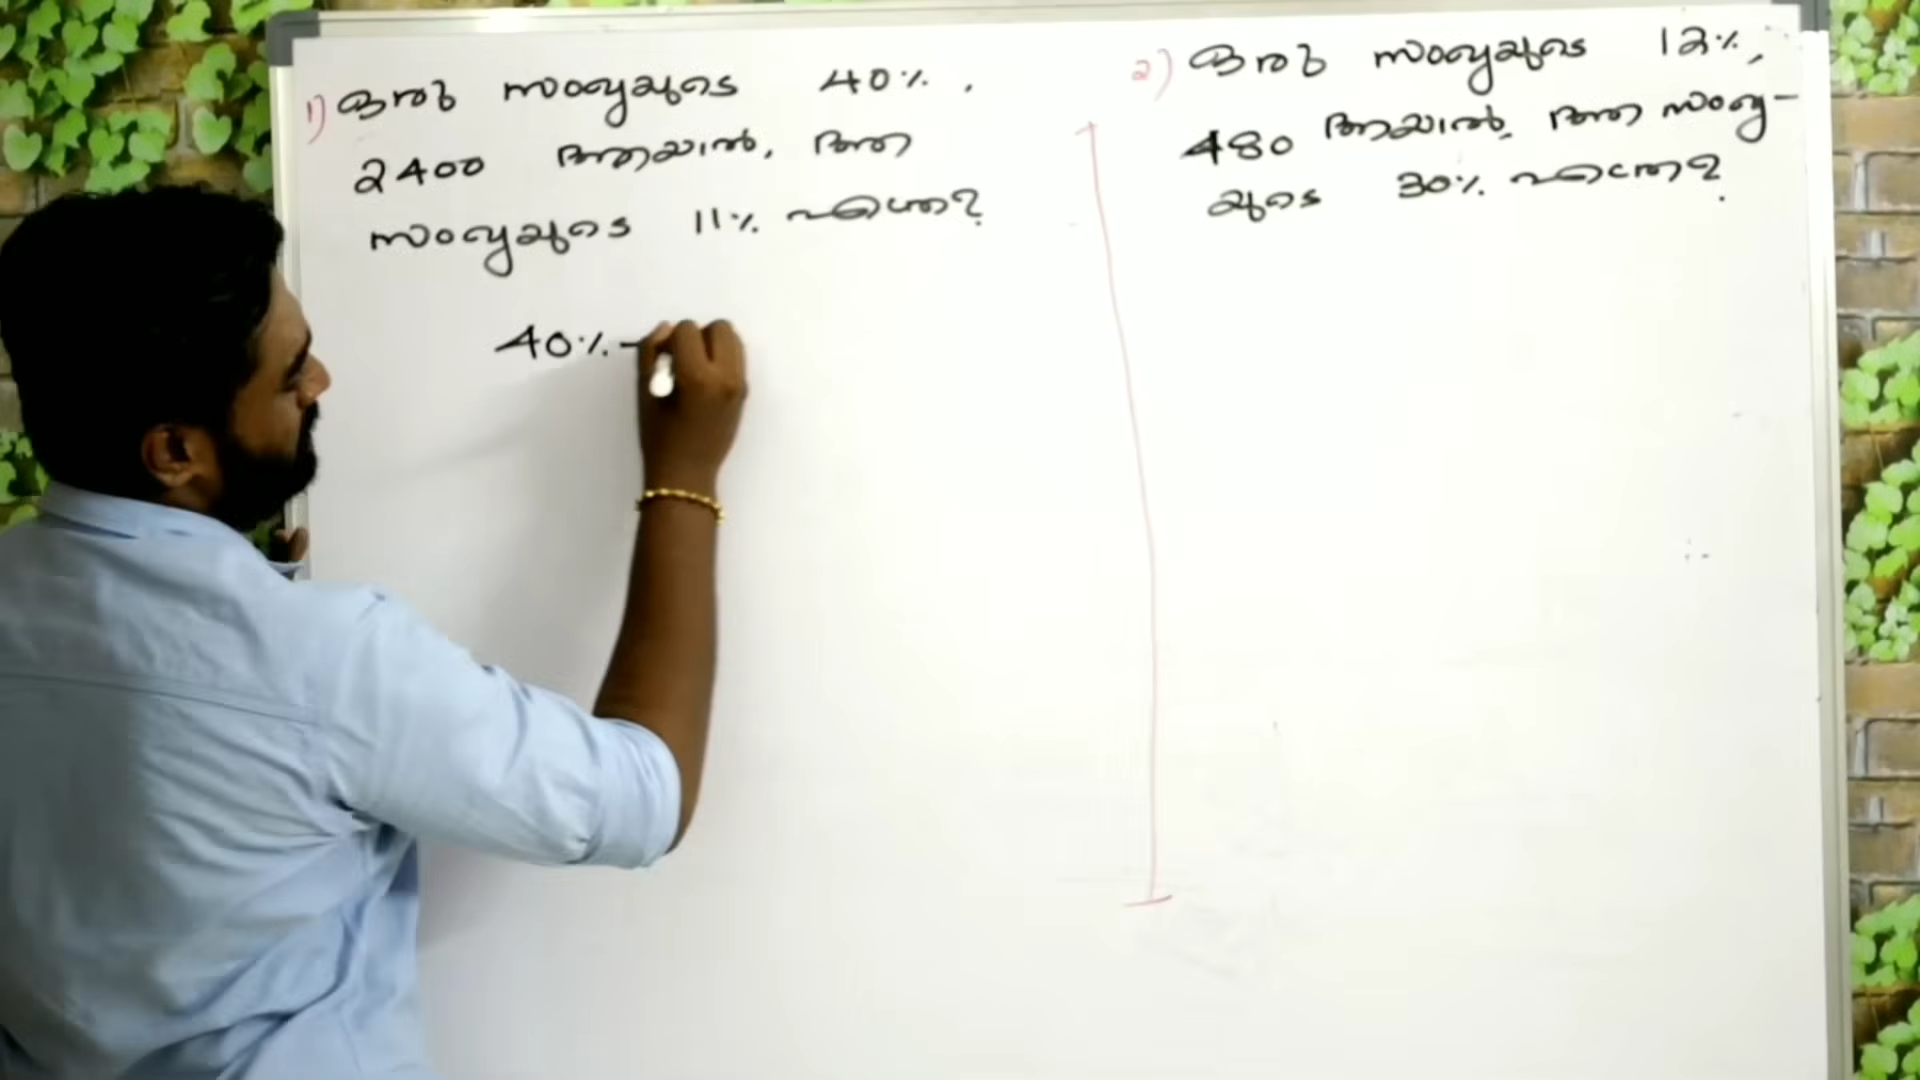 1) ഒരു സംഖ്യയുടെ 40%,
2400 ആയാൽ, ആ
സംഖ്യയുടെ 11% എത്ര?
40% -
2) ഒരു സംഖ്യയുടെ 12%,
480 ആയാൽ, ആ സംഖ്യ-
യുടെ 30% എത്ര?